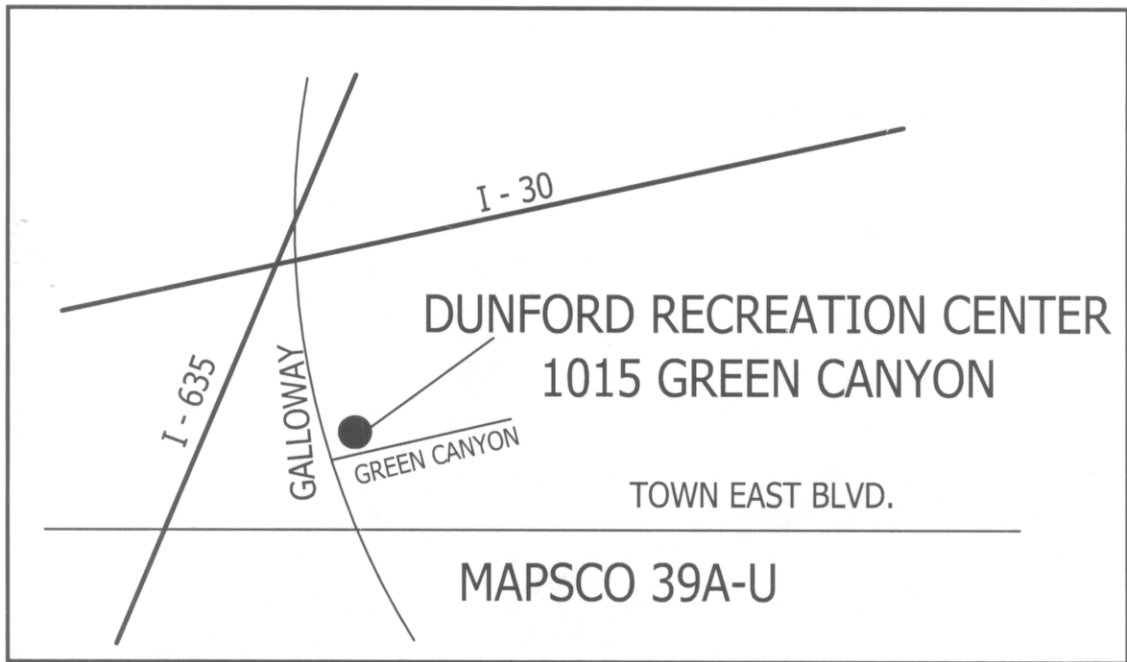 I - 30
DUNFORD RECREATION CENTER
1015 GREEN CANYON
I - 635
GALLOWAY
GREEN CANYON
TOWN EAST BLVD.
MAPSCO 39A-U